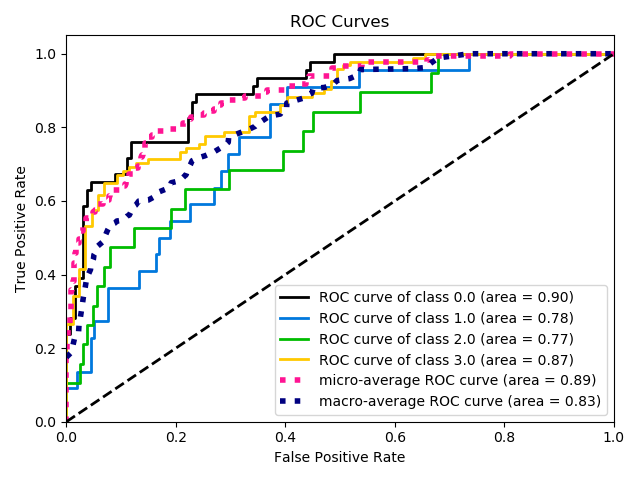 ROC Curves
1.0
0.8
0.6
0.4
0.2
0.0
True Positive Rate
ROC curve of class 0.0 (area = 0.90)
ROC curve of class 1.0 (area = 0.78)
ROC curve of class 2.0 (area = 0.77)
ROC curve of class 3.0 (area = 0.87)
micro-average ROC curve (area = 0.89)
macro-average ROC curve (area = 0.83)
0.0 0.2 0.4 0.6 0.8 1.0
False Positive Rate